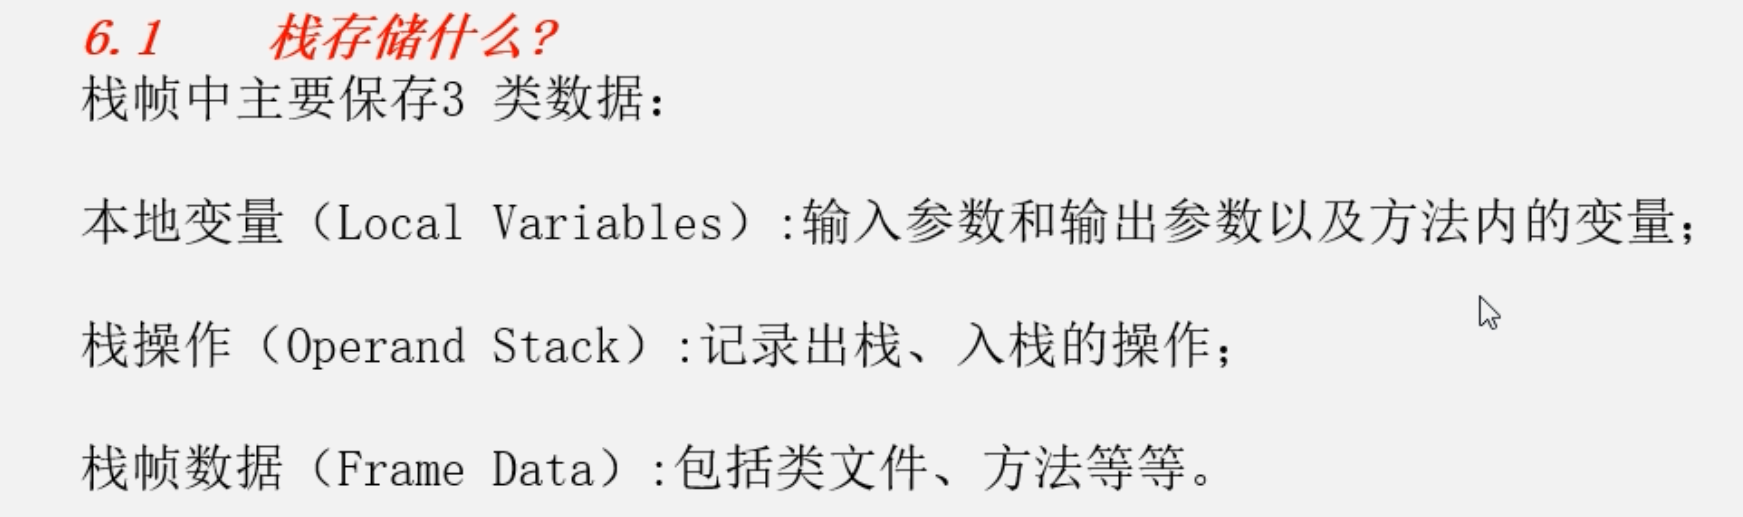 6.1 栈存储什么?
栈帧中主要保存3 类数据：
本地变量（Local Variables）:输入参数和输出参数以及方法内的变量；
栈操作（Operand Stack）:记录出栈、入栈的操作；
栈帧数据（Frame Data）:包括类文件、方法等等。